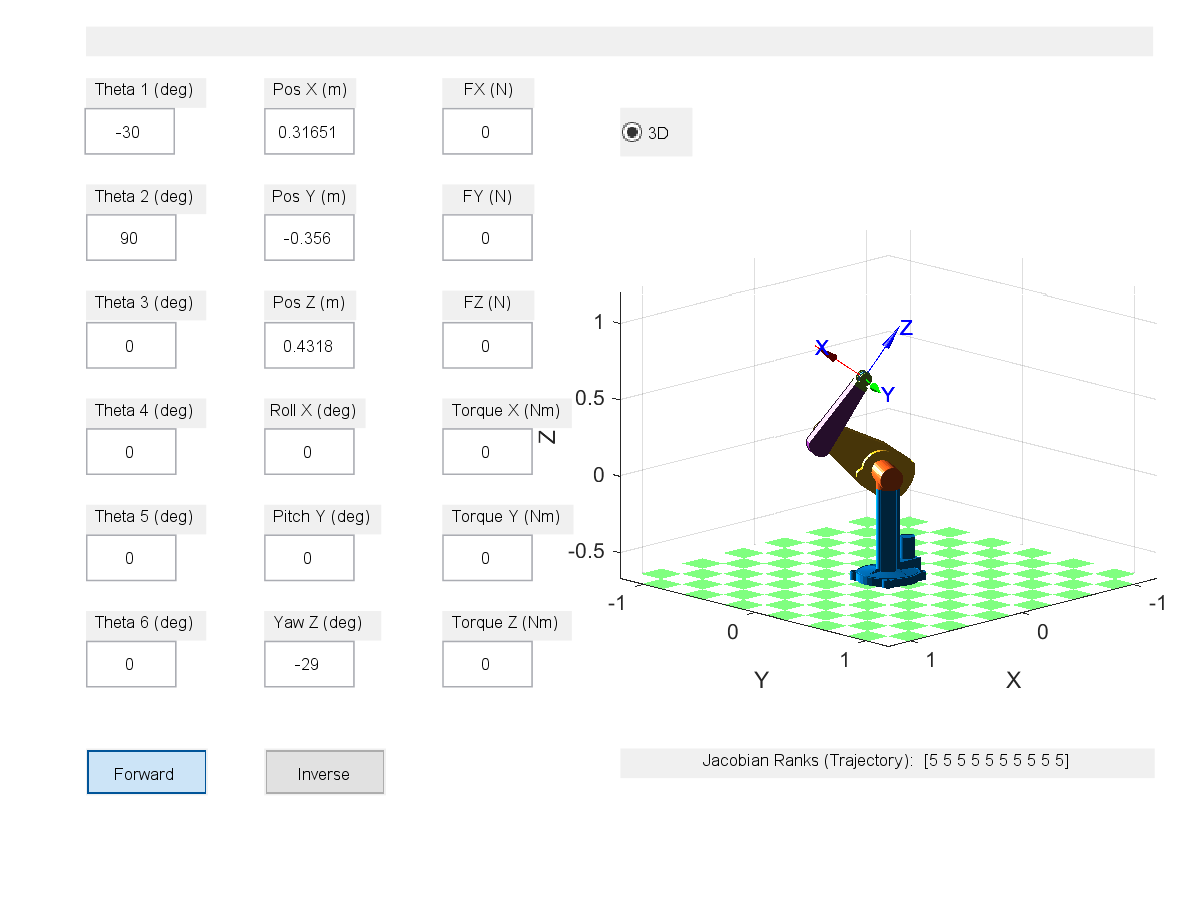 Theta 1 (deg)
Pos X (m)
FX (N)
-30
0.31651
0
3D
Theta 2 (deg)
Pos Y (m)
FY (N)
90
-0.356
0
Theta 3 (deg)
Pos Z (m)
FZ (N)
0
0.4318
0
Theta 4 (deg)
Roll X (deg)
Torque X (Nm)
0
0
0
Theta 5 (deg)
Pitch Y (deg)
Torque Y (Nm)
0
0
0
Theta 6 (deg)
Yaw Z (deg)
Torque Z (Nm)
0
-29
0
Forward
Inverse
1
0.5
0
-0.5
Z
X
Z
Y
-1
0
1
Y
1
0
-1
X
Jacobian Ranks (Trajectory): [5 5 5 5 5 5 5 5 5 5]